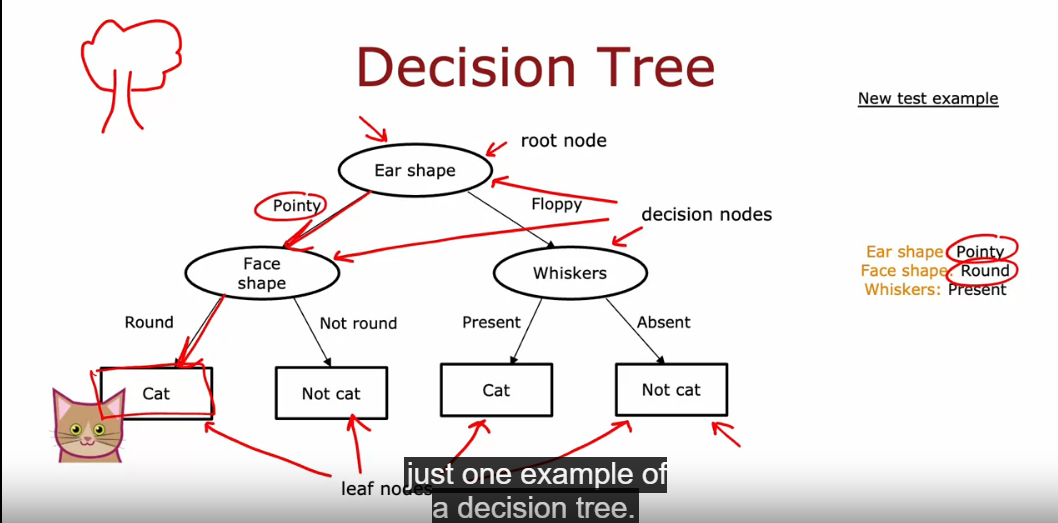 Decision Tree
New test example
root node
Ear shape
Pointy
Floppy
decision nodes
Ear shape: Pointy
Face shape: Round
Whiskers: Present
Face
shape
Whiskers
Round
Not round
Present
Absent
Cat
Not cat
Cat
Not cat
leaf nodes
just one example of
a decision tree.